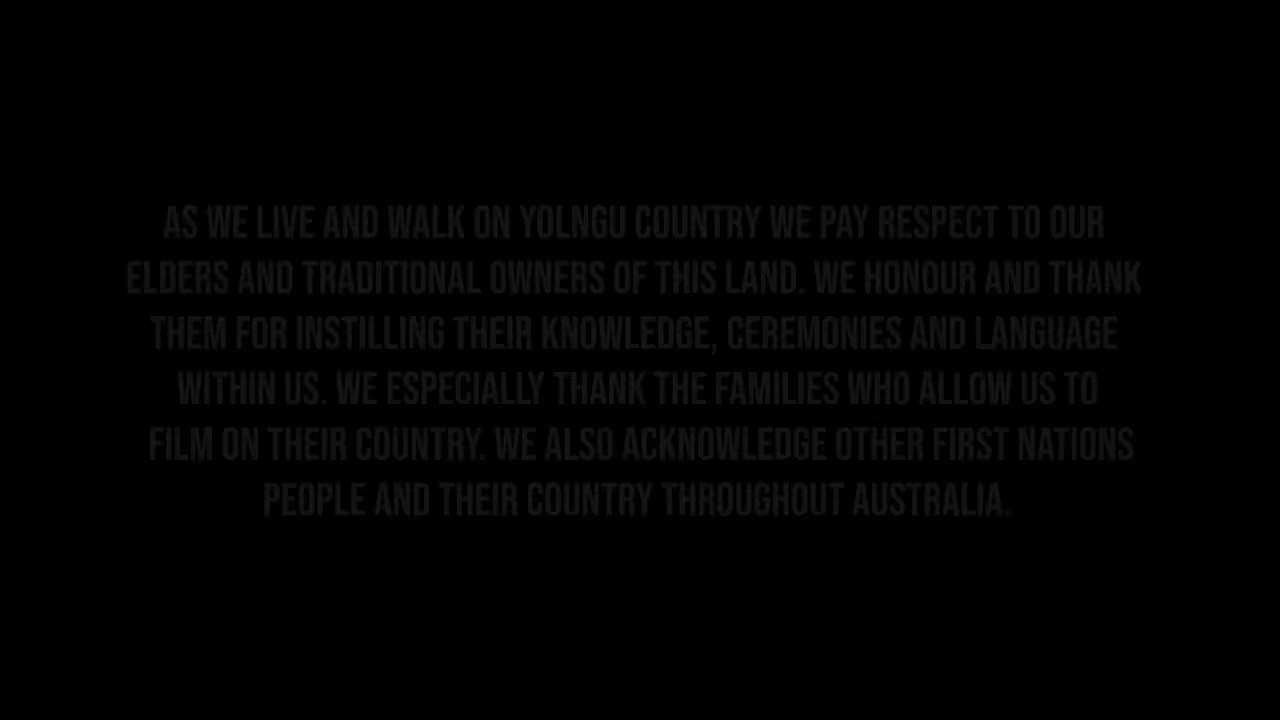 AS WE LIVE AND WALK ON YOLNGU COUNTRY WE PAY RESPECT TO OUR
ELDERS AND TRADITIONAL OWNERS OF THIS LAND. WE HONOUR AND THANK
THEM FOR INSTILLING THEIR KNOWLEDGE, CEREMONIES AND LANGUAGE
WITHIN US. WE ESPECIALLY THANK THE FAMILIES WHO ALLOW US TO
FILM ON THEIR COUNTRY. WE ALSO ACKNOWLEDGE OTHER FIRST NATIONS
PEOPLE AND THEIR COUNTRY THROUGHOUT AUSTRALIA.